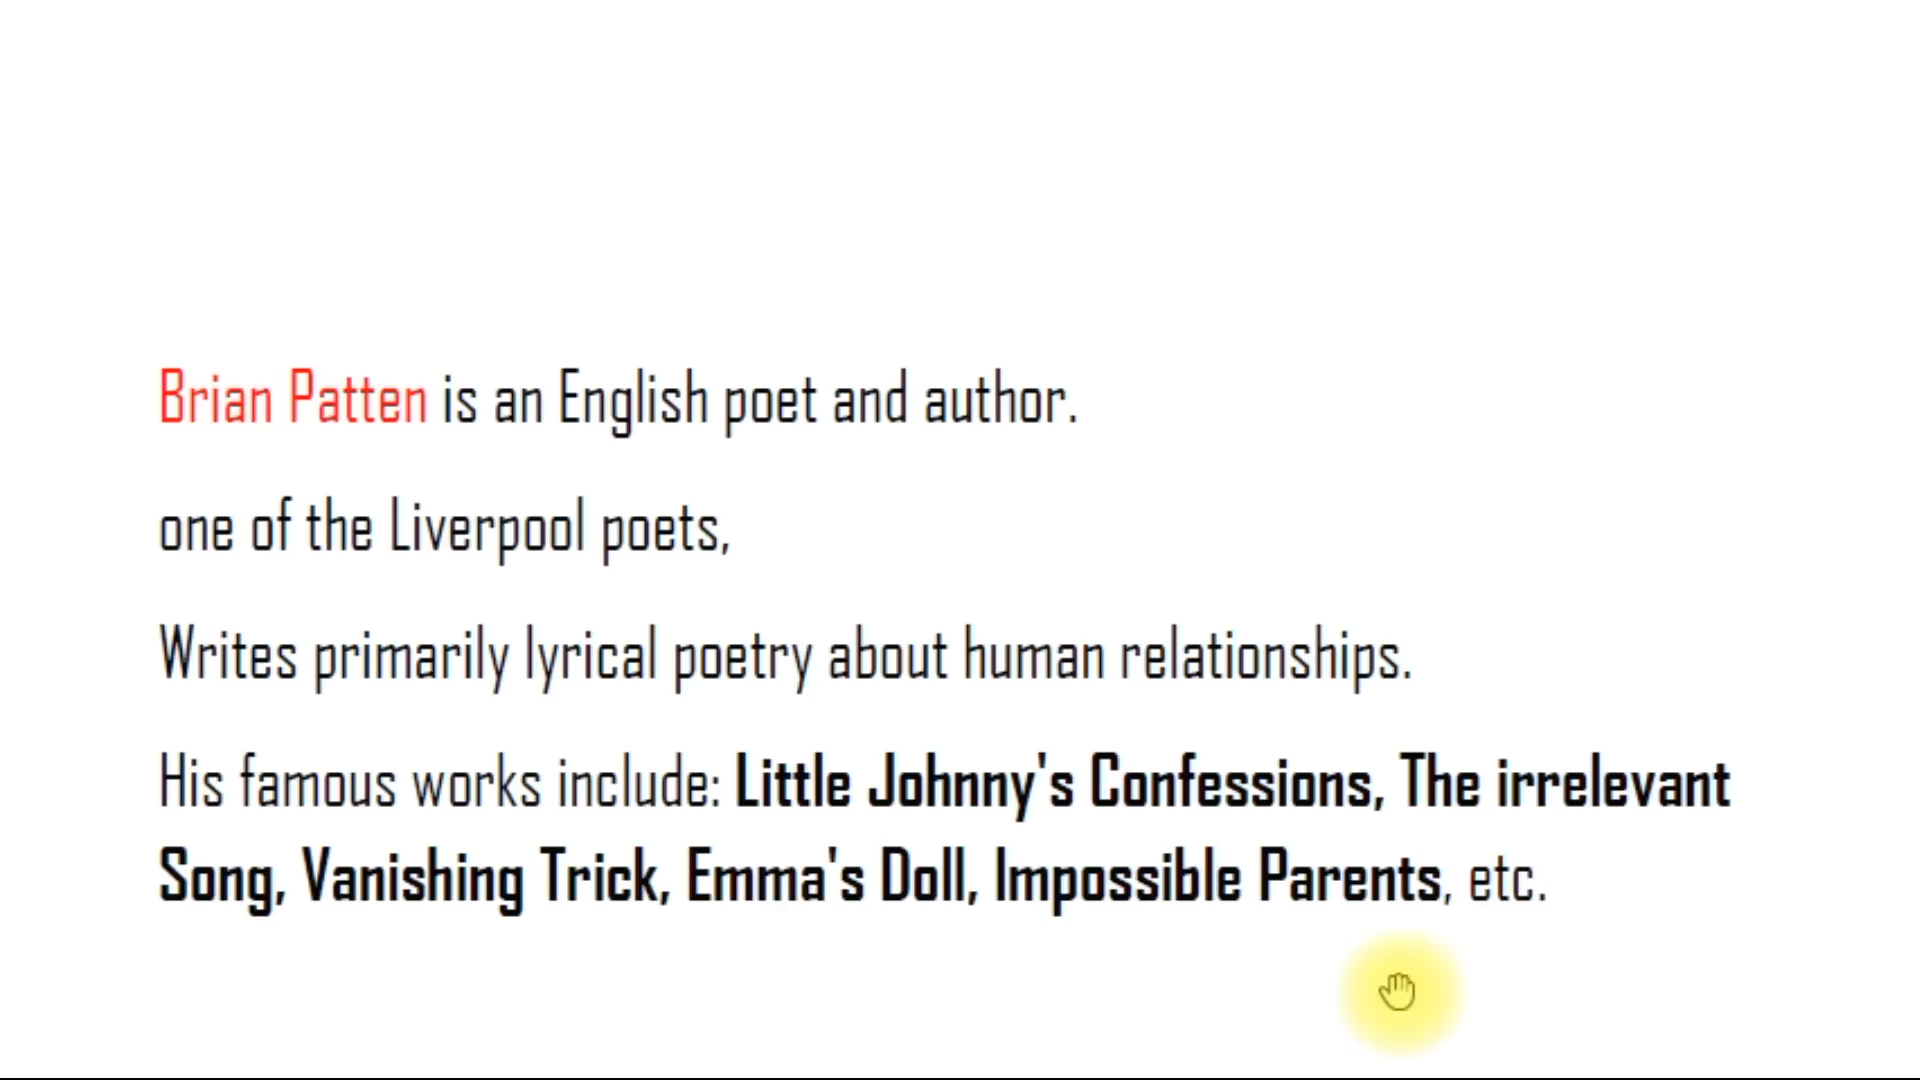 Brian Patten is an English poet and author.
one of the Liverpool poets,
Writes primarily lyrical poetry about human relationships.
His famous works include: Little Johnny's Confessions, The irrelevant
Song, Vanishing Trick, Emma's Doll, Impossible Parents, etc.